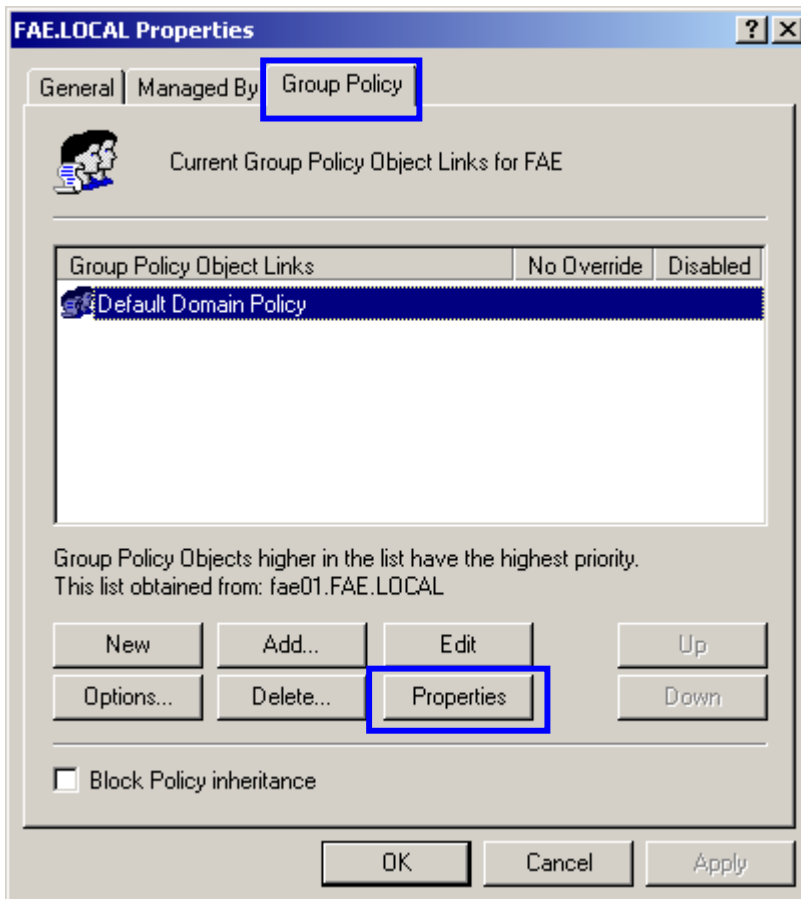 FAE.LOCAL Properties
General Managed By Group Policy
Current Group Policy Object Links for FAE
Group Policy Object Links No Override Disabled
Default Domain Policy
Group Policy Objects higher in the list have the highest priority.
This list obtained from: fae01.FAE.LOCAL
New Add... Edit Up
Options... Delete... Properties Down
Block Policy inheritance
OK Cancel Apply